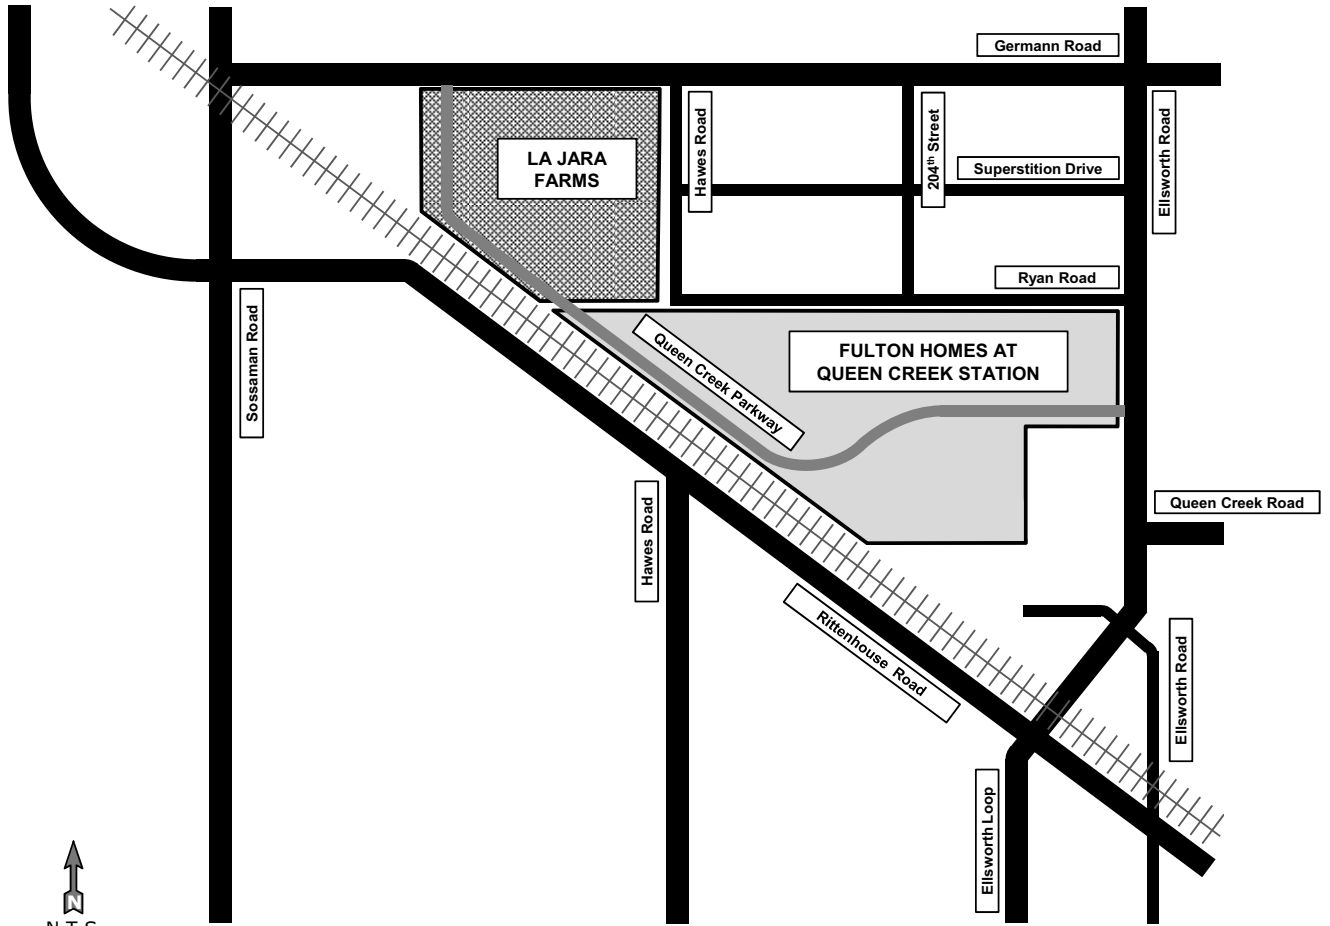 Germann Road
LA JARA
FARMS
Hawes Road
204th Street
Ellsworth Road
Superstition Drive
Ryan Road
Sossaman Road
Queen Creek Parkway
FULTON HOMES AT
QUEEN CREEK STATION
Hawes Road
Queen Creek Road
Rittenhouse Road
Ellsworth Road
Ellsworth Loop
N
N.T.S.